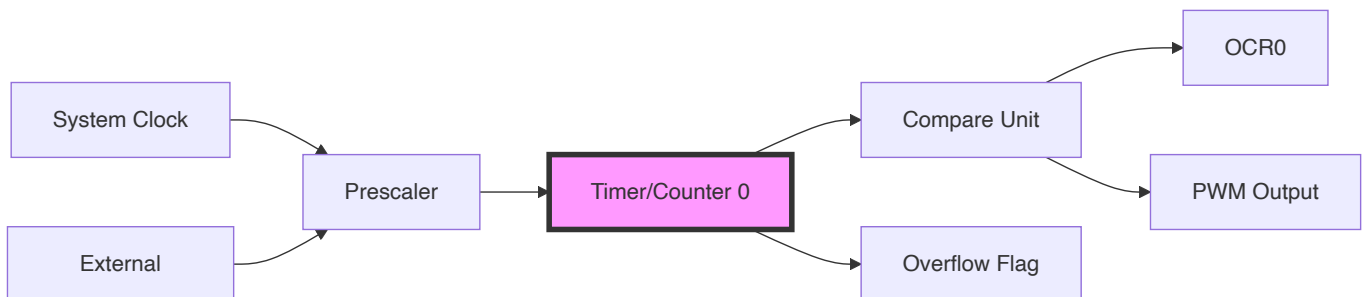 System Clock
External
Prescaler
Timer/Counter 0
Compare Unit
Overflow Flag
OCR0
PWM Output